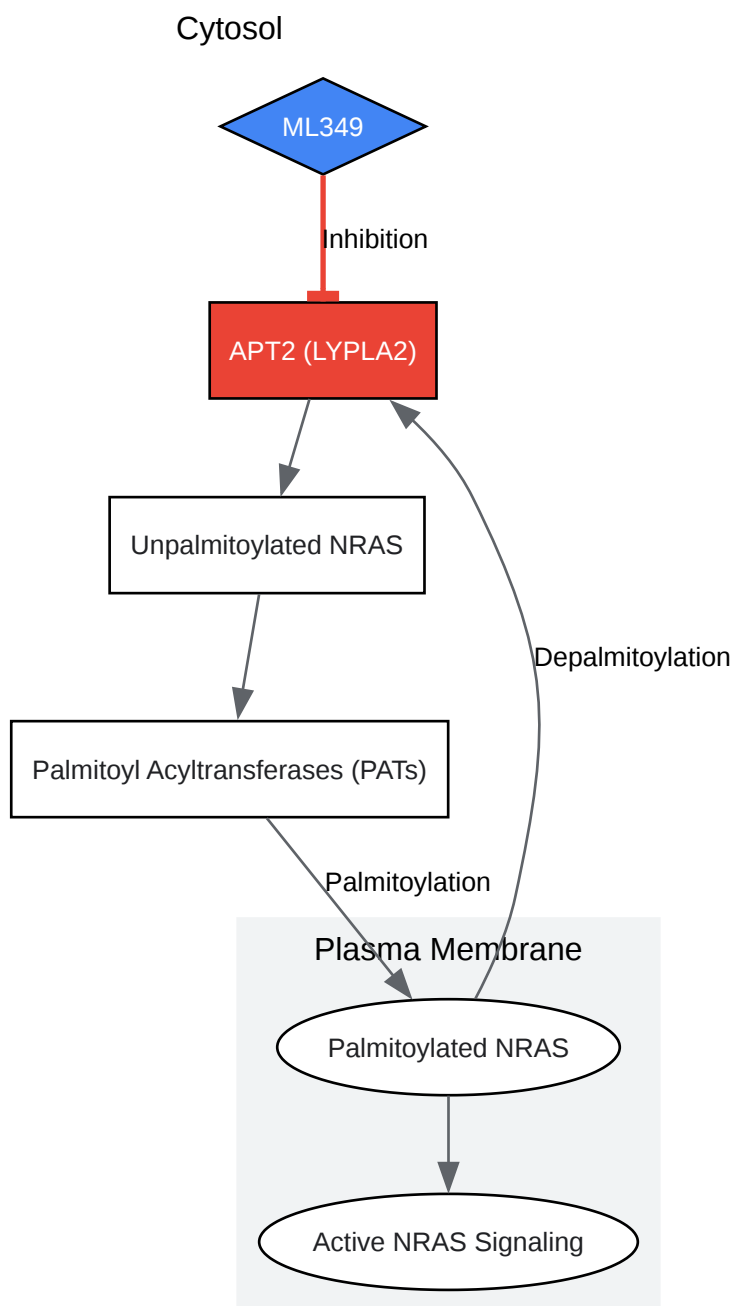 Cytosol
ML349
Inhibition
APT2 (LYPLA2)
Unpalmitoylated NRAS
Depalmitoylation
Palmitoyl Acyltransferases (PATs)
Palmitoylation
Plasma Membrane
Palmitoylated NRAS
Active NRAS Signaling